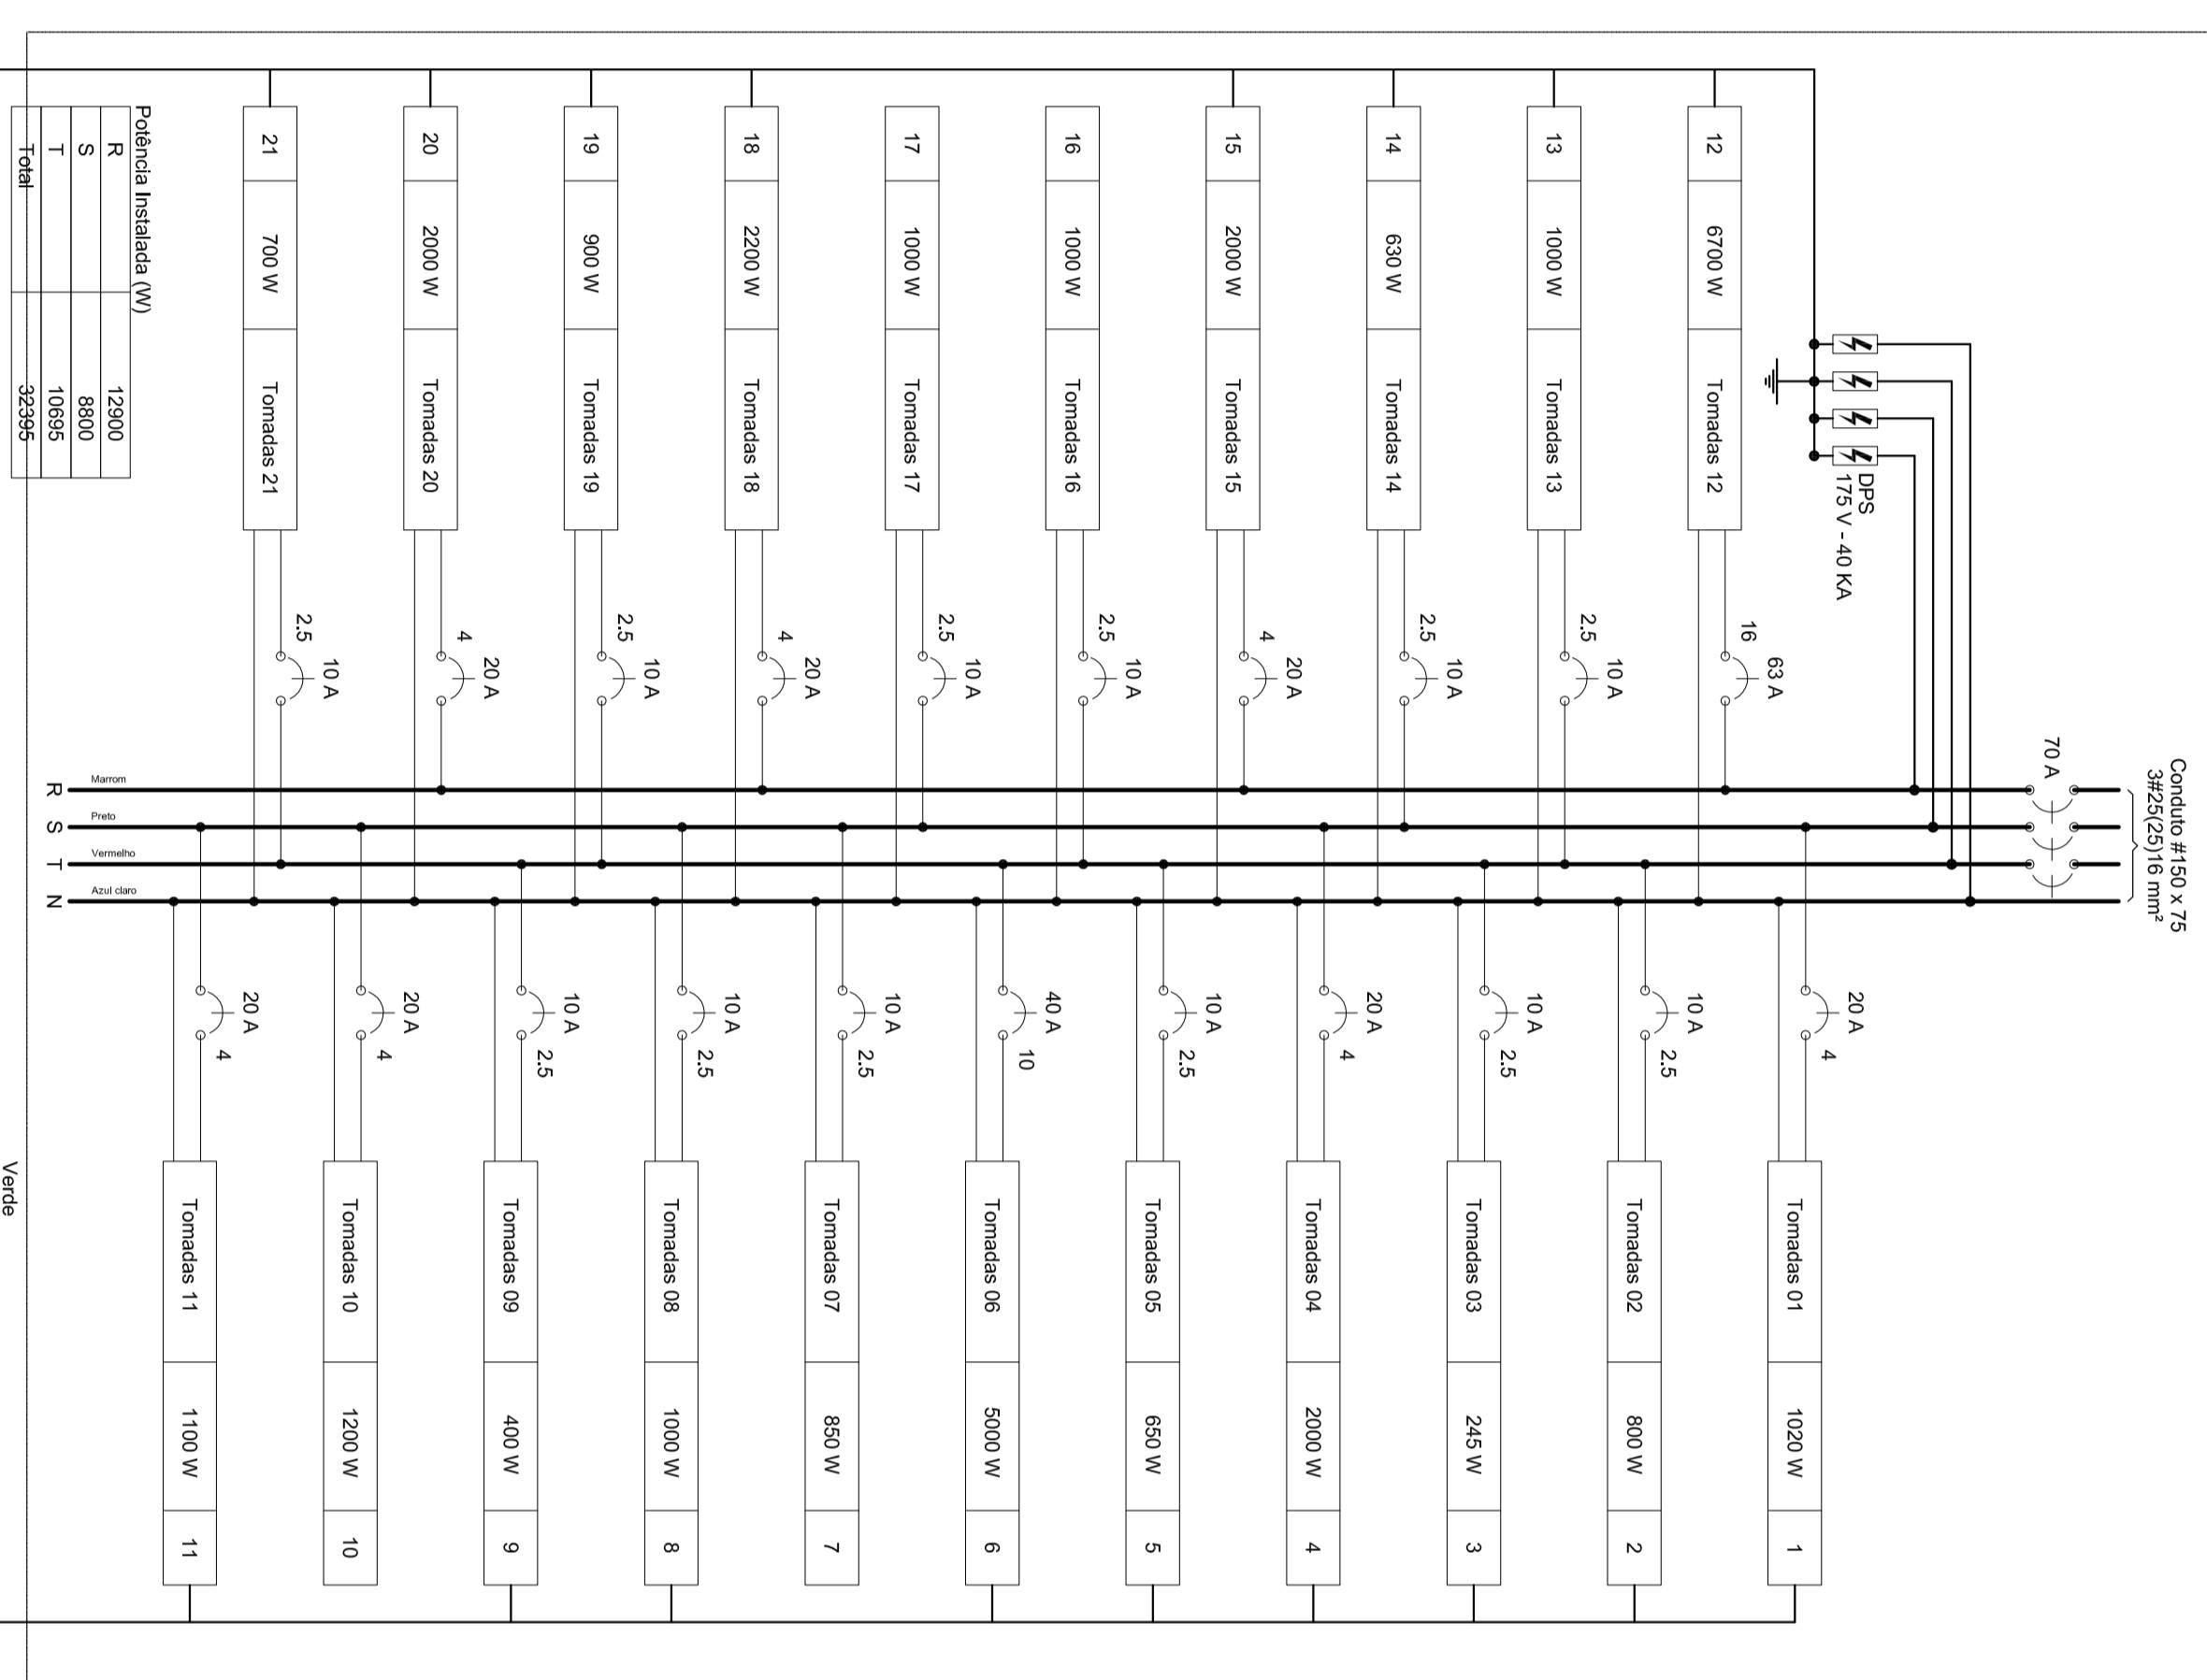 Conduto #150 x 75
3#25(25)16 mm²
70 A
DPS
175 V - 40 KA
12
6700 W
Tomadas 12
16
63 A
13
1000 W
Tomadas 13
2.5
10 A
14
630 W
Tomadas 14
2.5
10 A
15
2000 W
Tomadas 15
4
20 A
16
1000 W
Tomadas 16
2.5
10 A
17
1000 W
Tomadas 17
2.5
10 A
18
2200 W
Tomadas 18
4
20 A
19
900 W
Tomadas 19
2.5
10 A
20
2000 W
Tomadas 20
4
20 A
21
700 W
Tomadas 21
2.5
10 A
20 A
4
Tomadas 01
1020 W
1
10 A
2.5
Tomadas 02
800 W
2
10 A
2.5
Tomadas 03
245 W
3
20 A
4
Tomadas 04
2000 W
4
10 A
2.5
Tomadas 05
650 W
5
40 A
10
Tomadas 06
5000 W
6
10 A
2.5
Tomadas 07
850 W
7
10 A
2.5
Tomadas 08
1000 W
8
10 A
2.5
Tomadas 09
400 W
9
20 A
4
Tomadas 10
1200 W
10
20 A
4
Tomadas 11
1100 W
11
Marrom
Preto
Vermelho
Azul claro
R
S
T
N
Potência Instalada (W)
R 12900
S 8800
T 10695
Total 32395
Verde